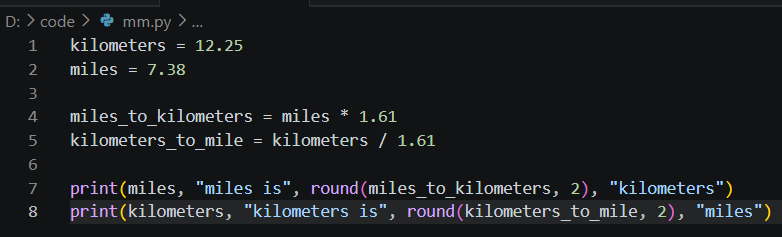 D: > code > mm.py > ...
1 kilometers = 12.25
2 miles = 7.38
3
4 miles_to_kilometers = miles * 1.61
5 kilometers_to_mile = kilometers / 1.61
6
7 print(miles, "miles is", round(miles_to_kilometers, 2), "kilometers")
8 print(kilometers, "kilometers is", round(kilometers_to_mile, 2), "miles")